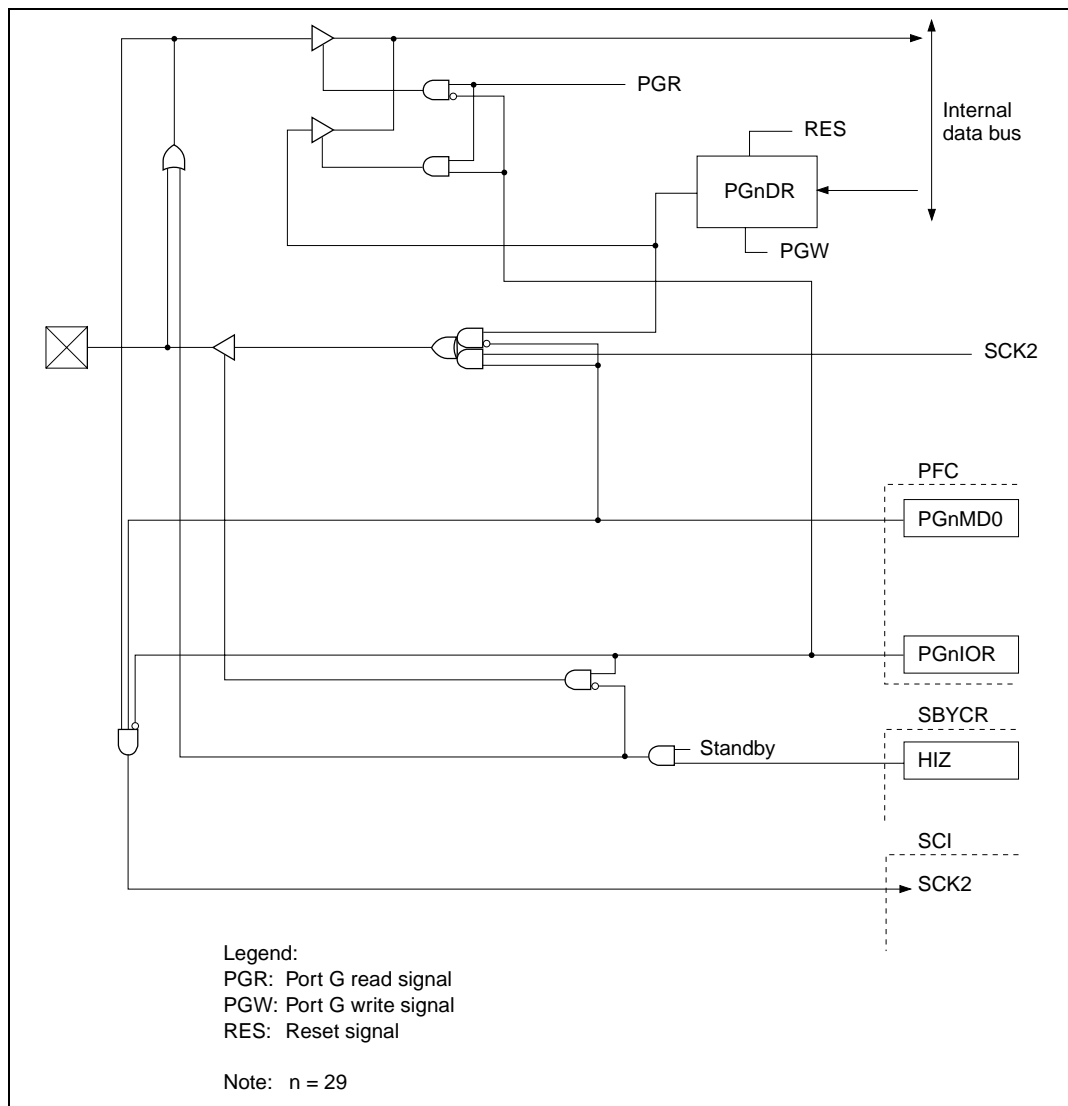 PGR
Internal
data bus
RES
PGnDR
PGW
SCK2
PFC
PGnMD0
PGnIOR
SBYCR
Standby
HIZ
SCI
SCK2
Legend:
PGR: Port G read signal
PGW: Port G write signal
RES: Reset signal
Note: n = 29